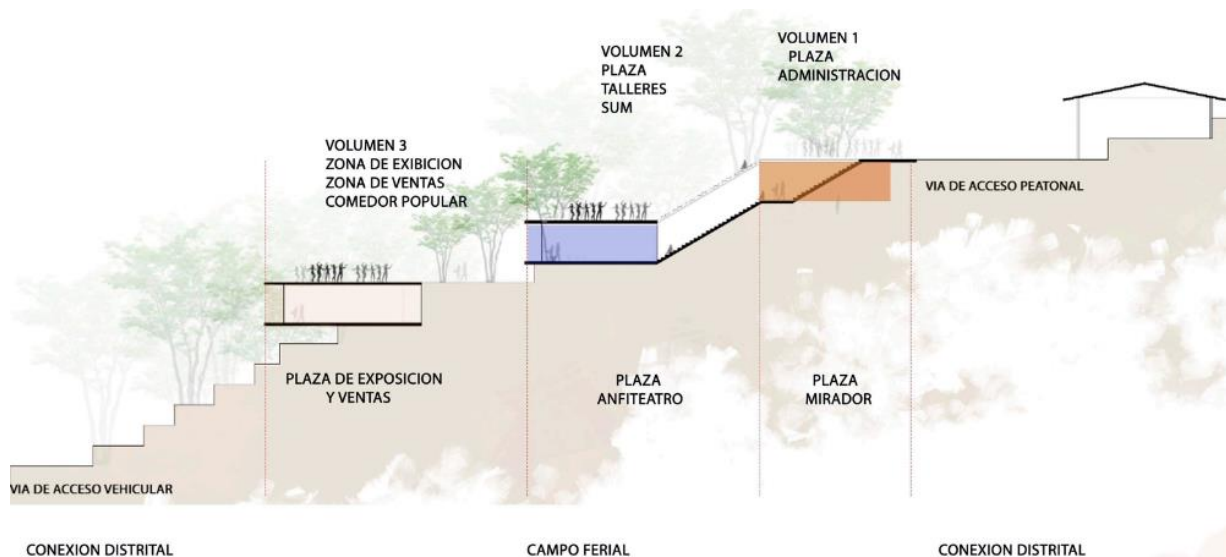 VOLUMEN 1
PLAZA
ADMINISTRACION
VOLUMEN 2
PLAZA
TALLERES
SUM
VOLUMEN 3
ZONA DE EXIBICION
ZONA DE VENTAS
COMEDOR POPULAR
VIA DE ACCESO PEATONAL
PLAZA DE EXPOSICION
Y VENTAS
PLAZA
ANFITEATRO
PLAZA
MIRADOR
VIA DE ACCESO VEHICULAR
CONEXION DISTRITAL
CAMPO FERIAL
CONEXION DISTRITAL